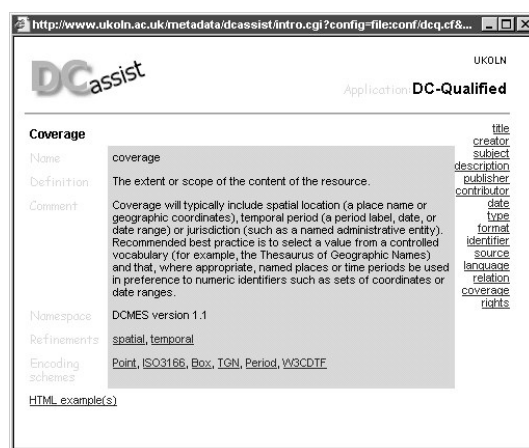 http://www.ukoln.ac.uk/metadata/dcassist/intro.cgi?config=file:conf/dcq.cf&...
DCassist
UKOLN
Application: DC-Qualified
Coverage
Name
coverage
Definition
The extent or scope of the content of the resource.
Comment
Coverage will typically include spatial location (a place name or
geographic coordinates), temporal period (a period label, date, or
date range) or jurisdiction (such as a named administrative entity).
Recommended best practice is to select a value from a controlled
vocabulary (for example, the Thesaurus of Geographic Names)
and that, where appropriate, named places or time periods be used
in preference to numeric identifiers such as sets of coordinates or
date ranges.
Namespace
DCMES version 1.1
Refinements
spatial, temporal
Encoding
schemes
Point, ISO3166, Box, TGN, Period, W3CDTF
HTML example(s)
title
creator
subject
description
publisher
contributor
date
type
format
identifier
source
language
relation
coverage
rights